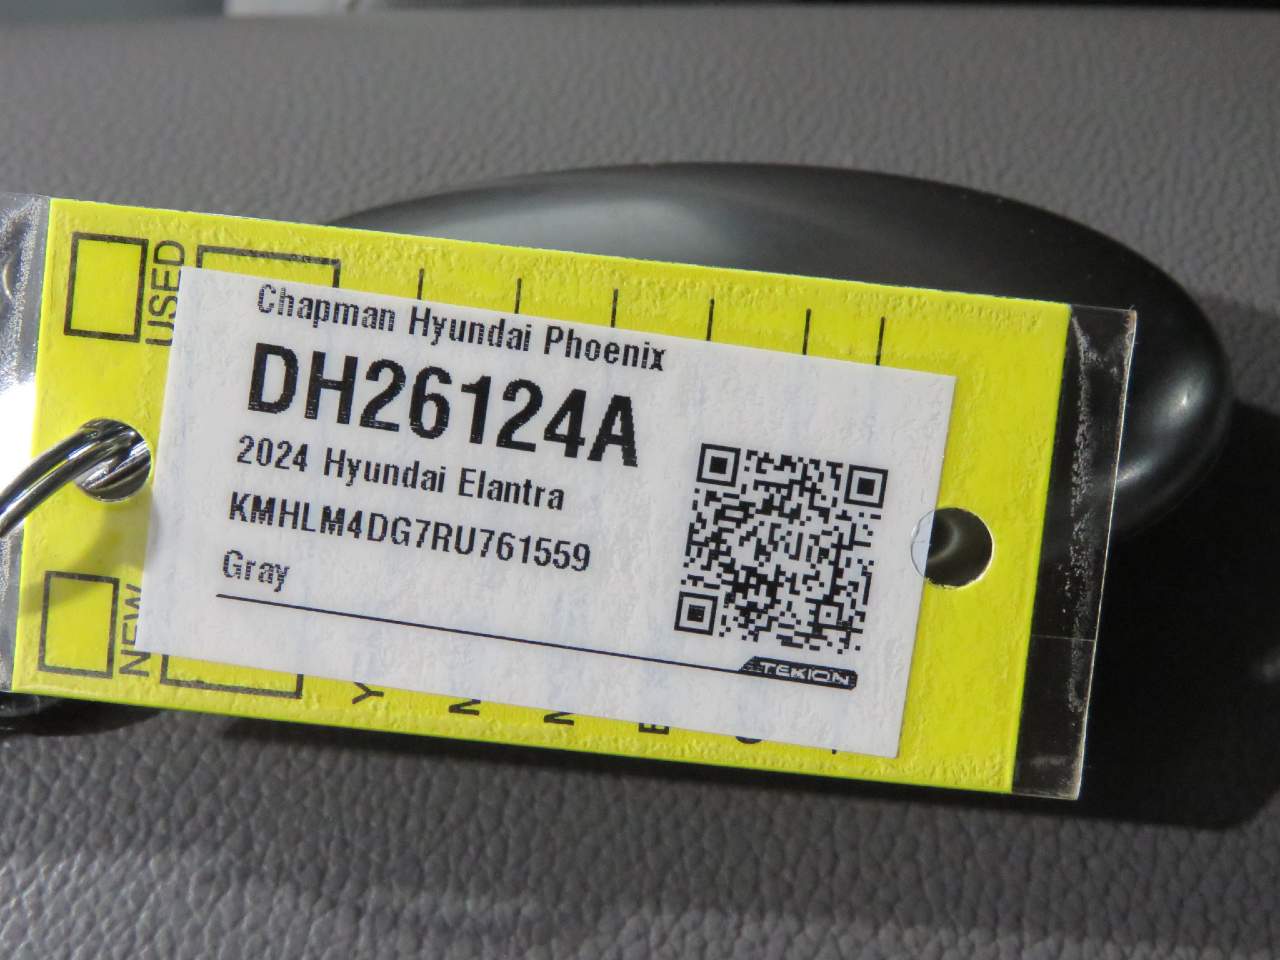 USED
Chapman Hyundai Phoenix
DH26124A
2024 Hyundai Elantra
KMHLM4DG7RU761559
Gray
TEKION
NEW